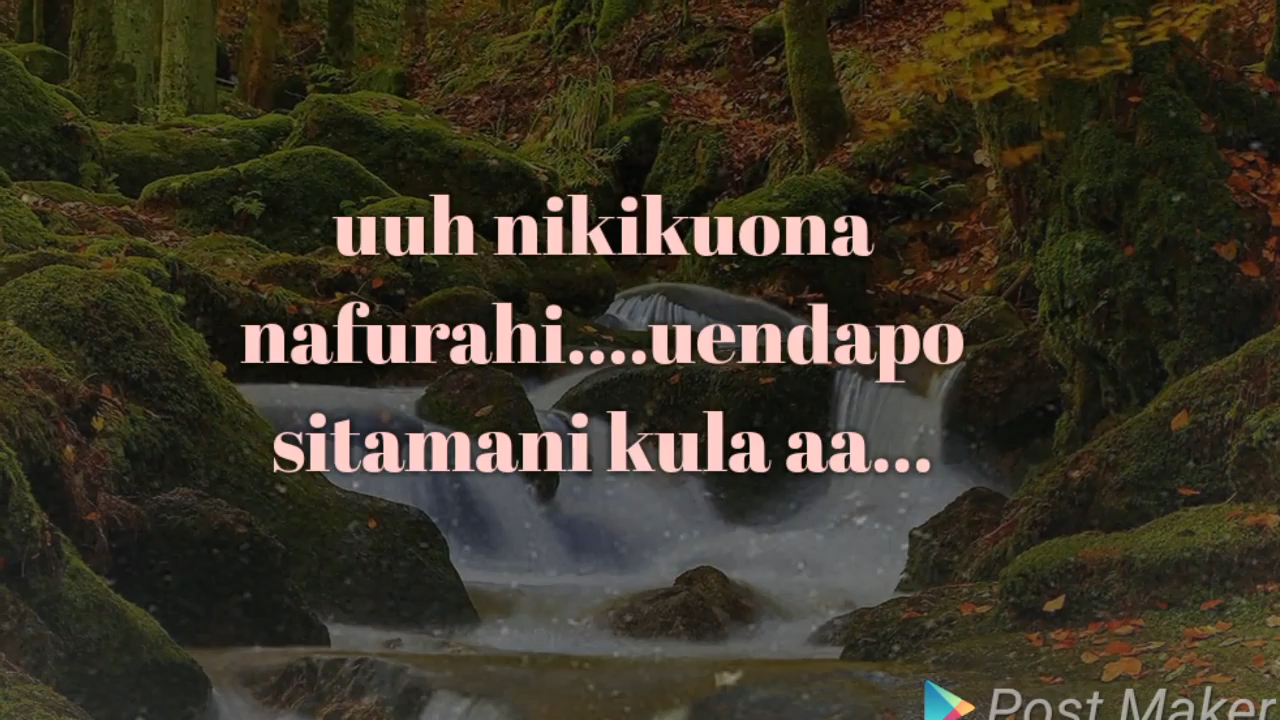 uuh nikikuona
nafurahi....uendapo
sitamani kula aa...
Post Maker